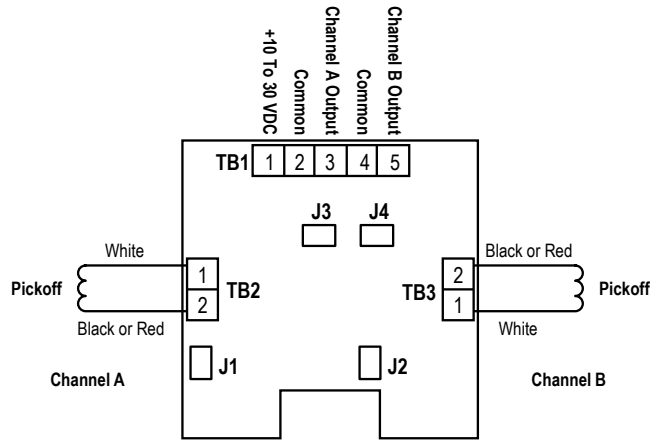 +10 To 30 VDC
Common
Channel A Output
Common
Channel B Output
TB1
1
2
3
4
5
J3
J4
White
Black or Red
Pickoff
1
2
TB2
TB3
2
1
Pickoff
Black or Red
White
J1
J2
Channel A
Channel B